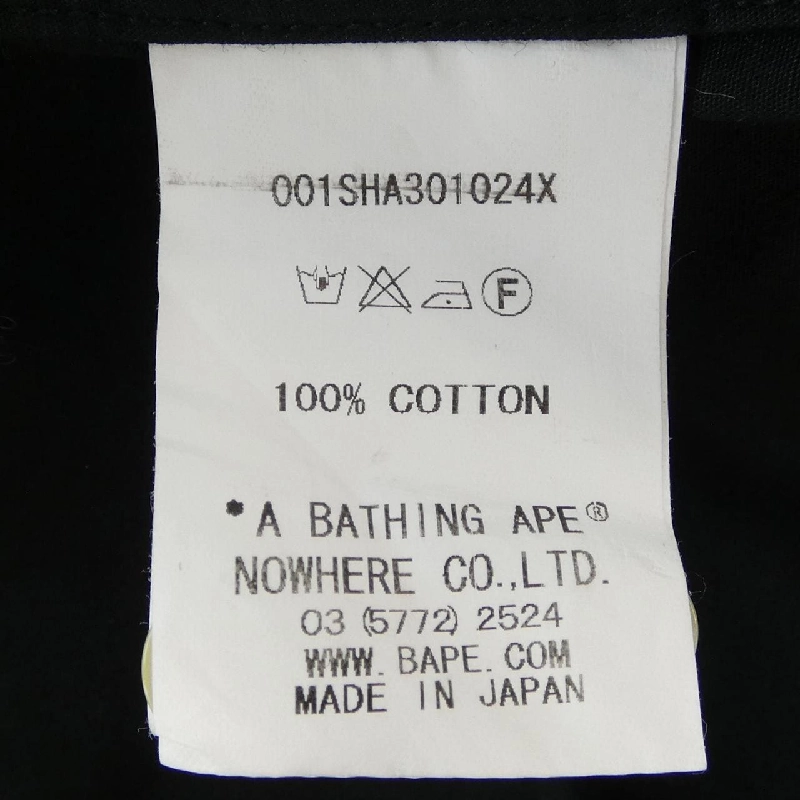 001SHA301024X
F
100% COTTON
*A BATHING APE®
NOWHERE CO.,LTD.
03 (5772) 2524
WWW. BAPE. COM
MADE IN JAPAN